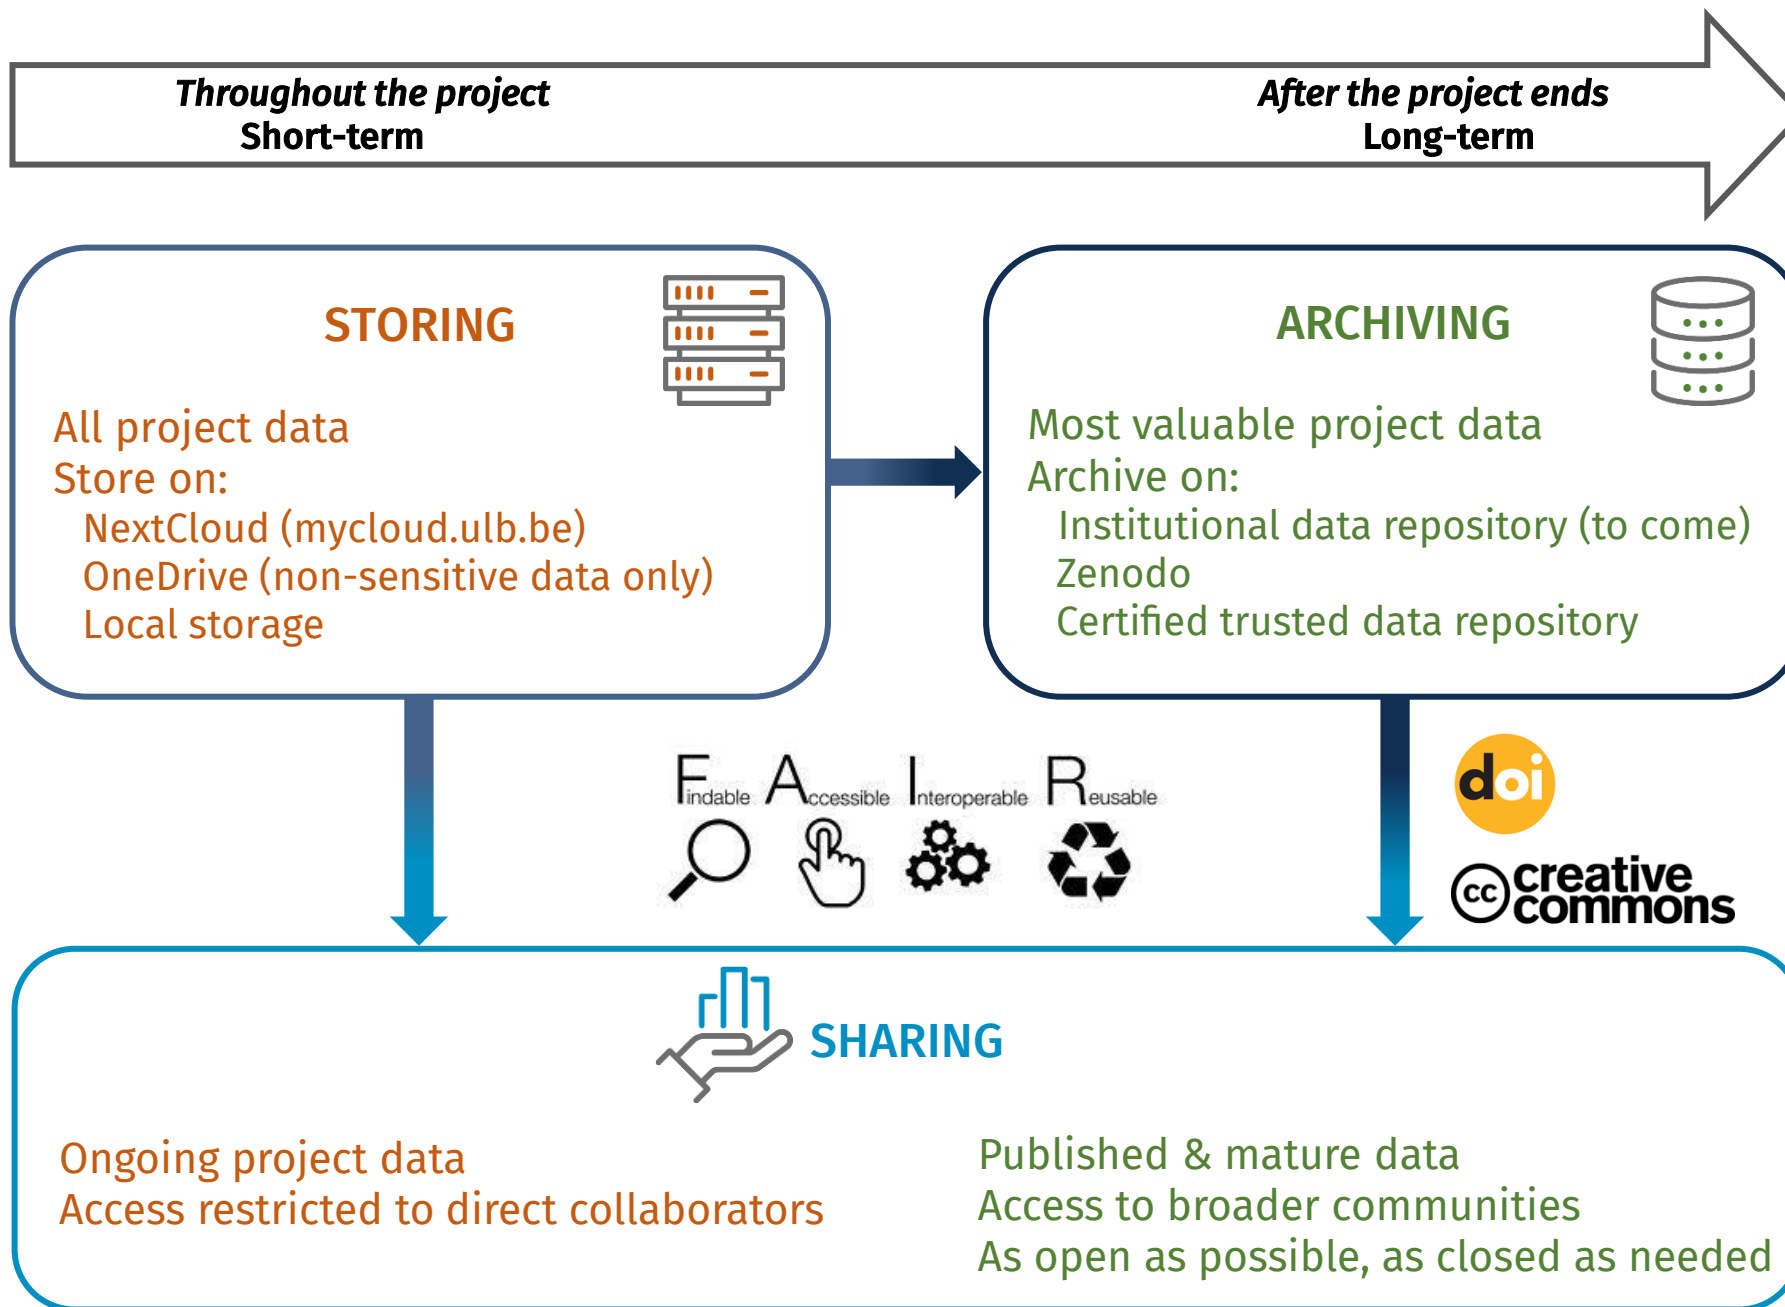 Throughout the project
Short-term
After the project ends
Long-term
STORING
All project data
Store on:
NextCloud (mycloud.ulb.be)
OneDrive (non-sensitive data only)
Local storage
ARCHIVING
Most valuable project data
Archive on:
Institutional data repository (to come)
Zenodo
Certified trusted data repository
Findable Accessible Interoperable Reusable
doi
cc creative
commons
SHARING
Ongoing project data
Access restricted to direct collaborators
Published & mature data
Access to broader communities
As open as possible, as closed as needed